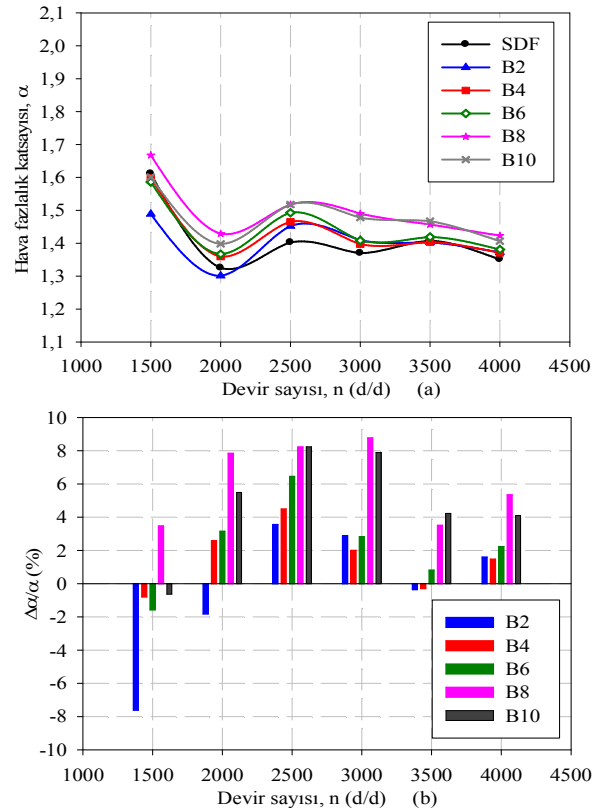 2,1
2,0
1,9
1,8
1,7
1,6
1,5
1,4
1,3
1,2
1,1
Hava fazlalık katsayısı, α
SDF
B2
B4
B6
B8
B10
1000 1500 2000 2500 3000 3500 4000 4500
Devir sayısı, n (d/d) (a)
10
8
6
4
2
0
-2
-4
-6
-8
-10
Δα/α (%)
B2
B4
B6
B8
B10
1000 1500 2000 2500 3000 3500 4000 4500
Devir sayısı, n (d/d) (b)